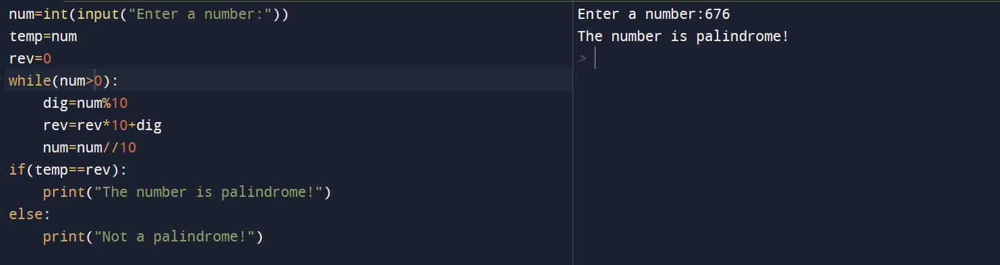 num=int(input("Enter a number:"))
temp=num
rev=0
while(num>0):
    dig=num%10
    rev=rev*10+dig
    num=num//10
if(temp==rev):
    print("The number is palindrome!")
else:
    print("Not a palindrome!")
Enter a number:676
The number is palindrome!
>